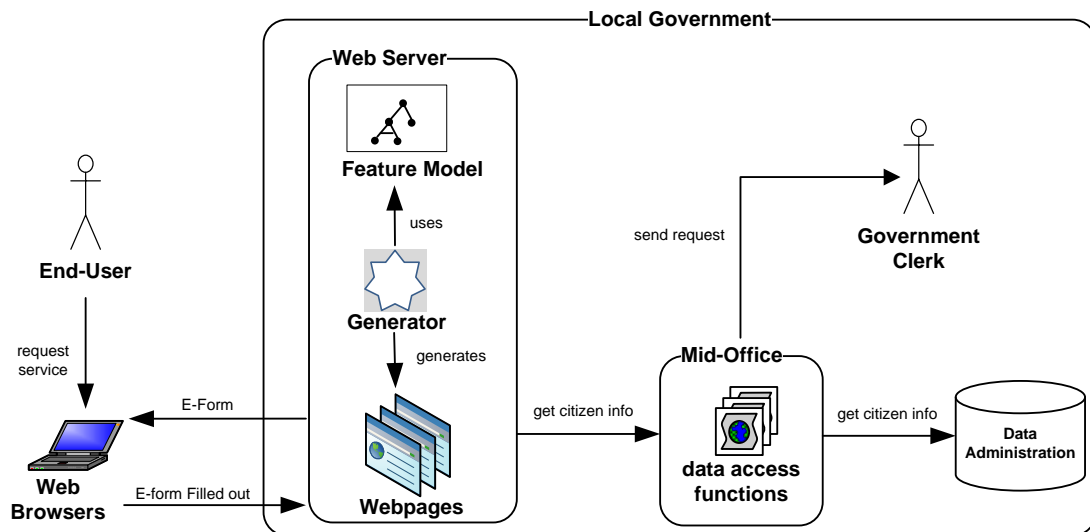 Local Government
Web Server
Feature Model
uses
Generator
generates
Webpages
End-User
request
service
E-Form
Web
Browsers
E-form Filled out
get citizen info
send request
Government
Clerk
Mid-Office
data access
functions
get citizen info
Data
Administration